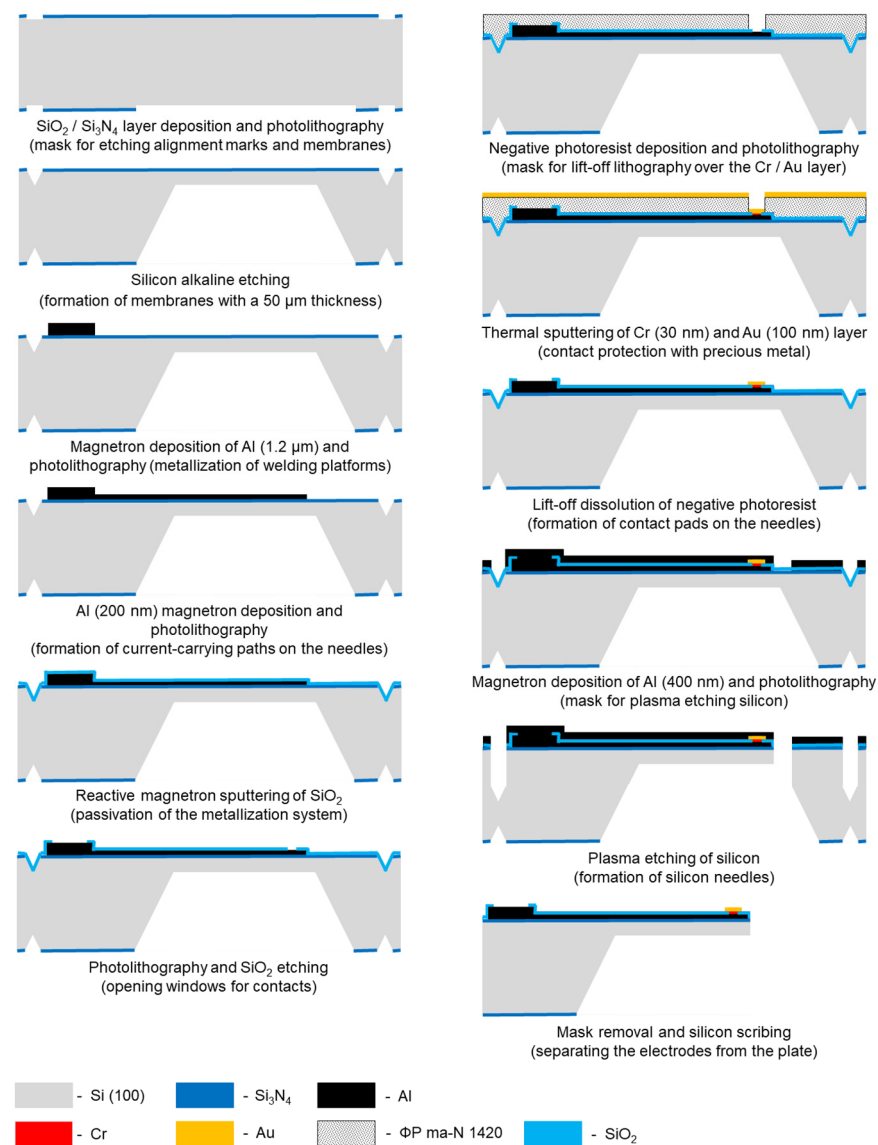 SiO₂ / Si₃N₄ layer deposition and photolithography
(mask for etching alignment marks and membranes)
Silicon alkaline etching
(formation of membranes with a 50 μm thickness)
Magnetron deposition of Al (1.2 μm) and
photolithography (metallization of welding platforms)
Al (200 nm) magnetron deposition and
photolithography
(formation of current-carrying paths on the needles)
Reactive magnetron sputtering of SiO₂
(passivation of the metallization system)
Photolithography and SiO₂ etching
(opening windows for contacts)
Negative photoresist deposition and photolithography
(mask for lift-off lithography over the Cr / Au layer)
Thermal sputtering of Cr (30 nm) and Au (100 nm) layer
(contact protection with precious metal)
Lift-off dissolution of negative photoresist
(formation of contact pads on the needles)
Magnetron deposition of Al (400 nm) and photolithography
(mask for plasma etching silicon)
Plasma etching of silicon
(formation of silicon needles)
Mask removal and silicon scribing
(separating the electrodes from the plate)
- Si (100)
- Si₃N₄
- Al
- Cr
- Au
- ФР ma-N 1420
- SiO₂